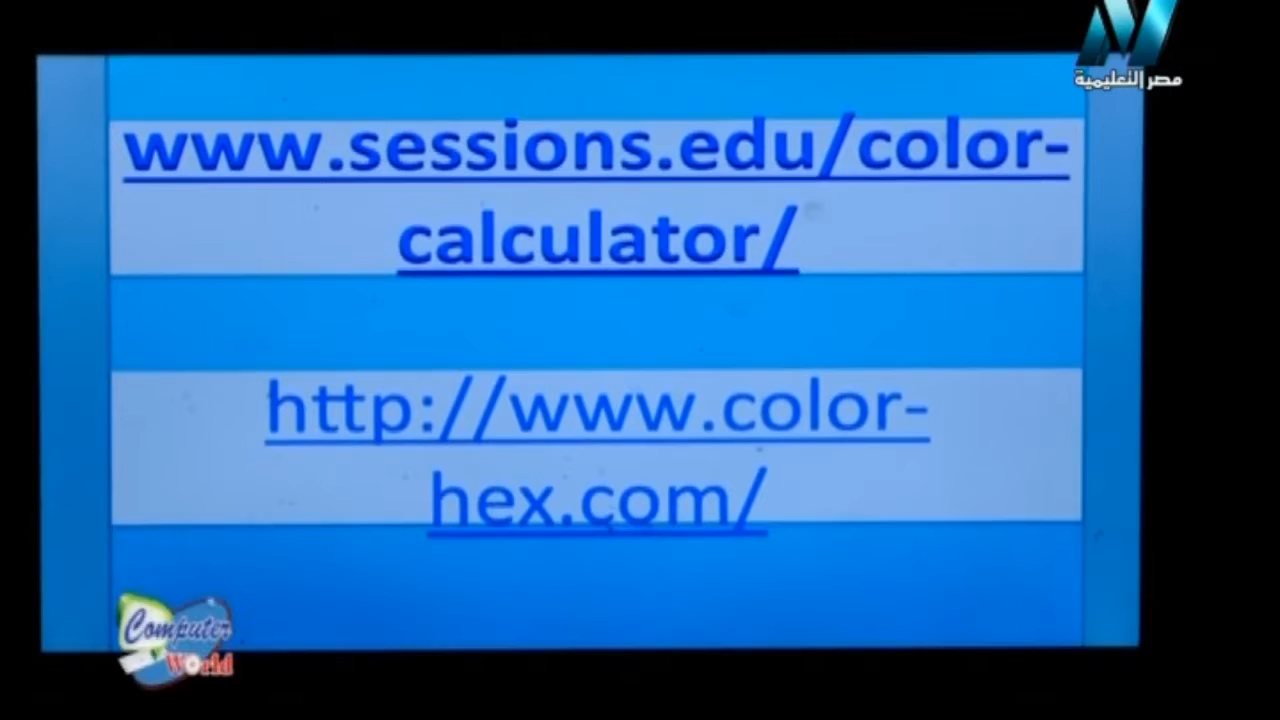 مصر التعليمية
www.sessions.edu/color-
calculator/
http://www.color-
hex.com/
Computer
World